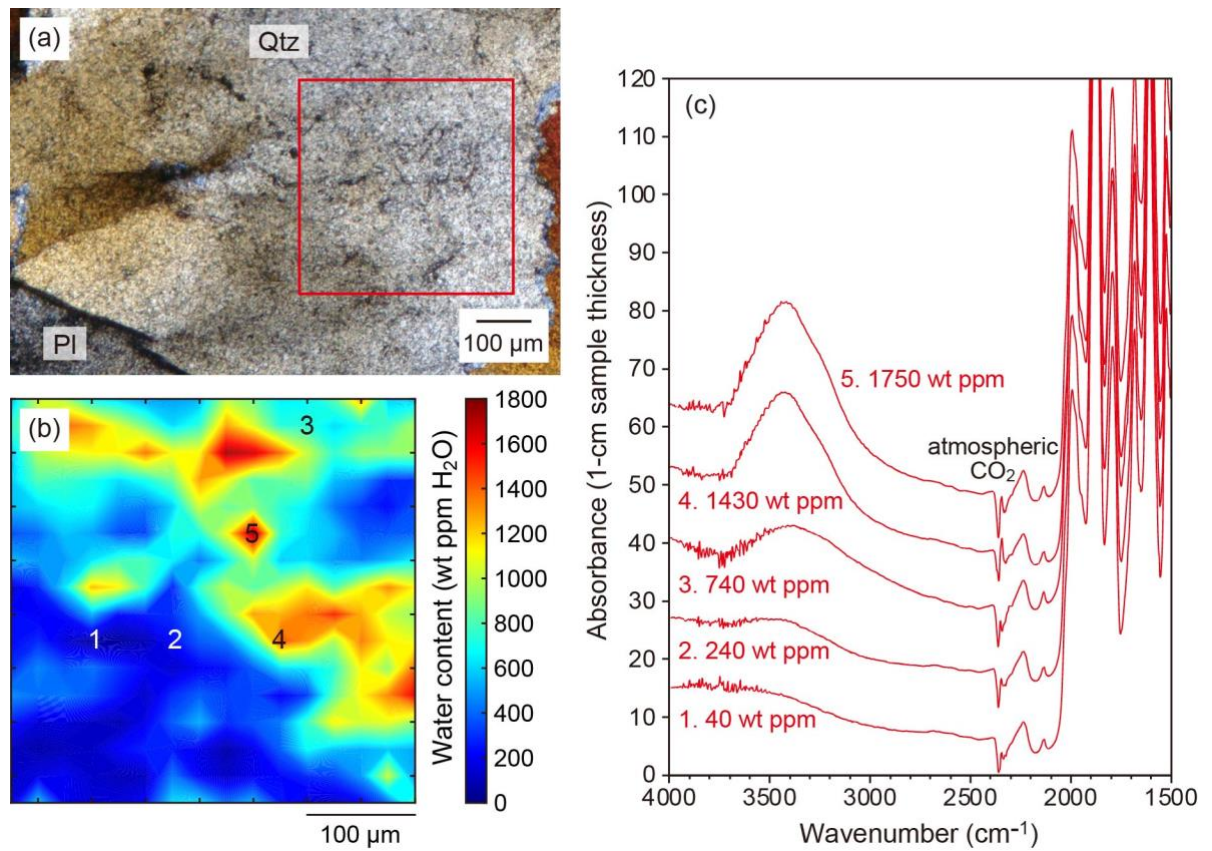 (a)
Qtz
Pl
100 μm
(b)
3
5
1
2
4
100 μm
1800
1600
1400
1200
1000
800
600
400
200
0
Water content (wt ppm H₂O)
(c)
120
110
100
90
80
70
60
50
40
30
20
10
0
Absorbance (1-cm sample thickness)
5. 1750 wt ppm
atmospheric
CO₂
4. 1430 wt ppm
3. 740 wt ppm
2. 240 wt ppm
1. 40 wt ppm
4000 3500 3000 2500 2000 1500
Wavenumber (cm⁻¹)